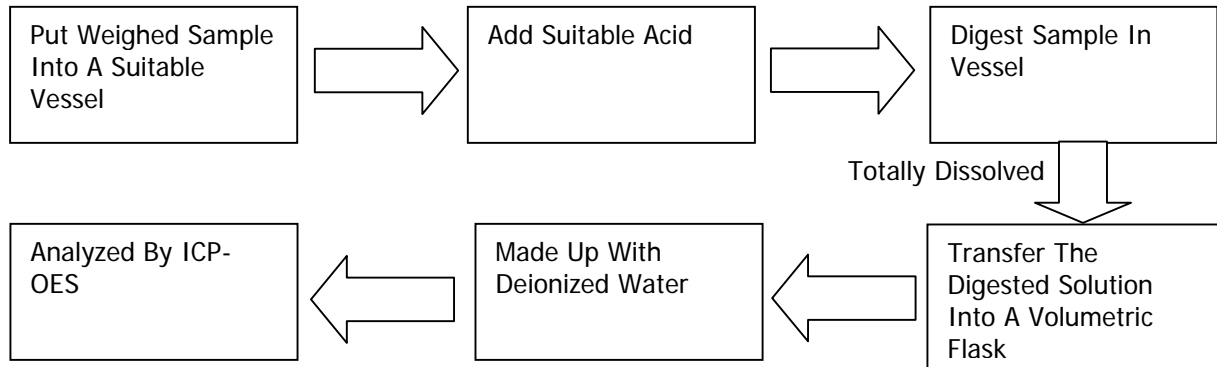 Put Weighed Sample
Into A Suitable
Vessel
Add Suitable Acid
Digest Sample In
Vessel
Totally Dissolved
Transfer The
Digested Solution
Into A Volumetric
Flask
Made Up With
Deionized Water
Analyzed By ICP-
OES